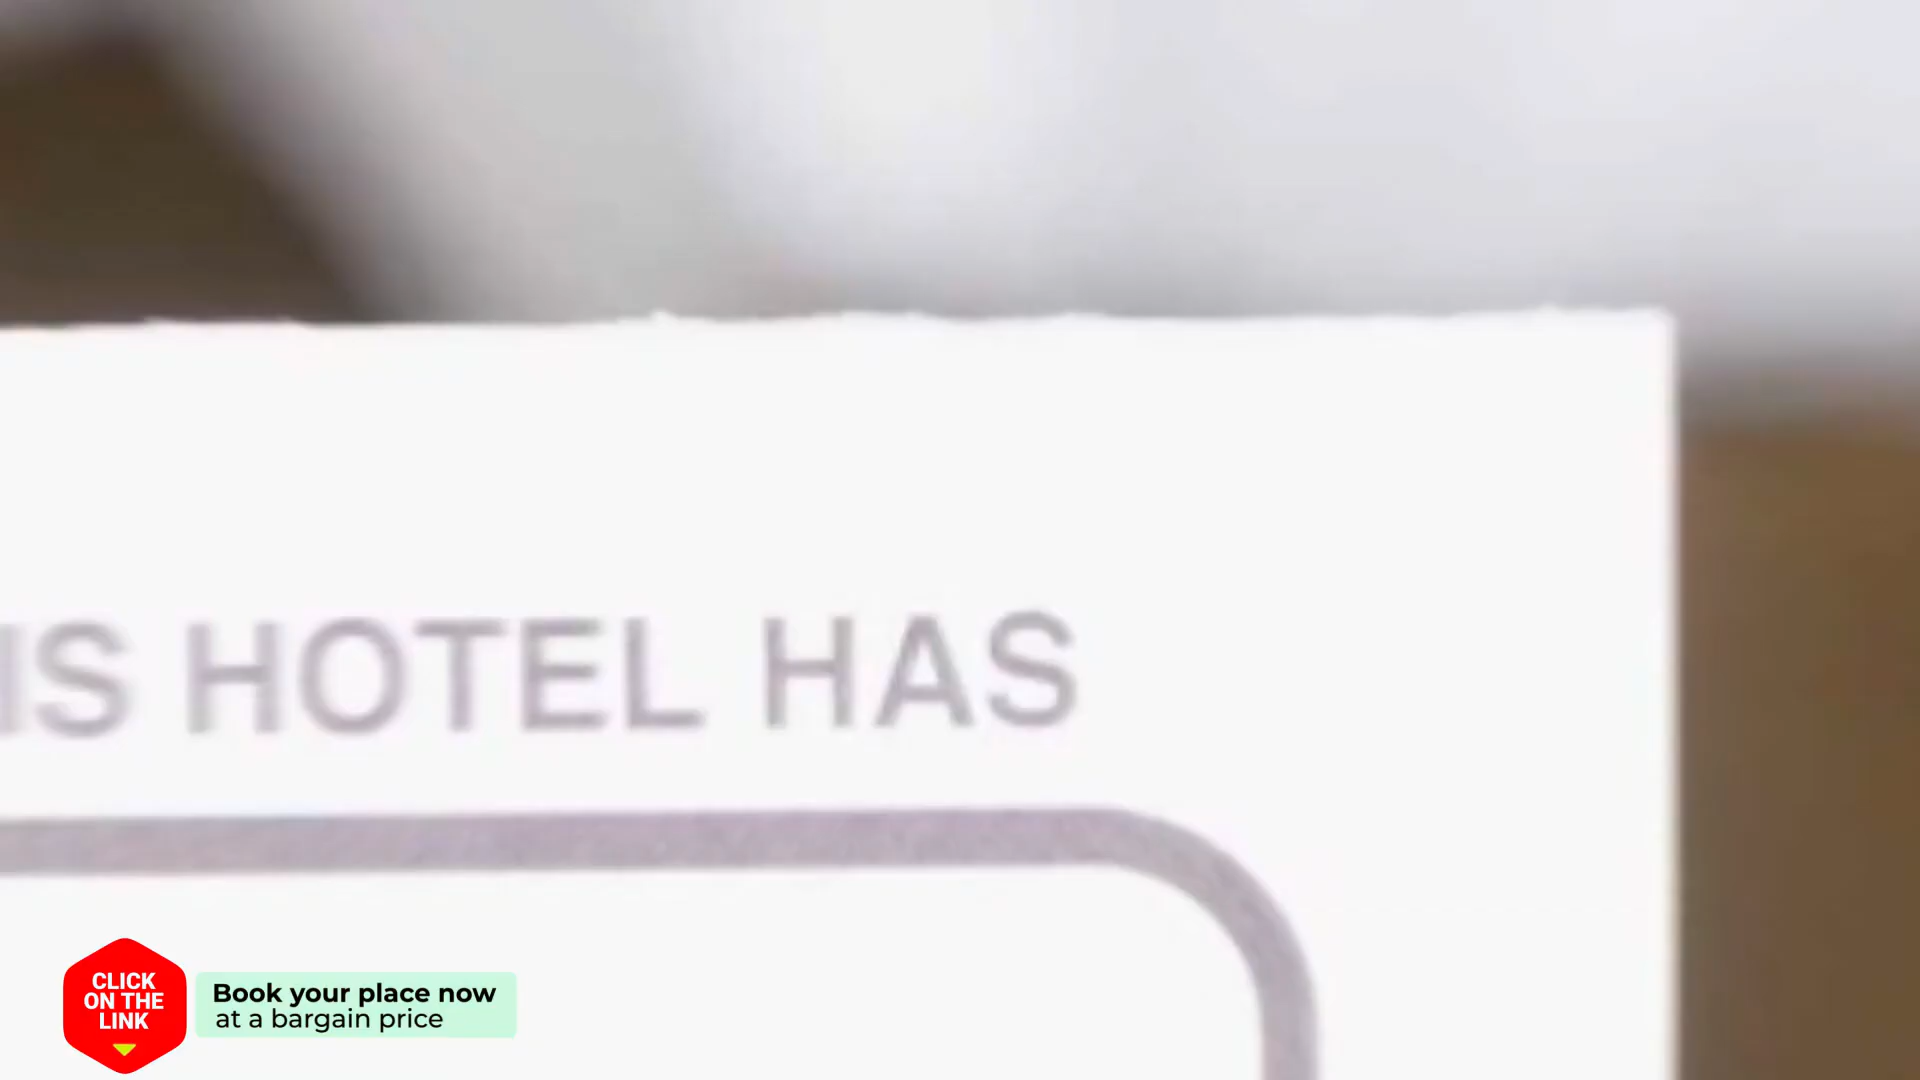 IS HOTEL HAS
CLICK
ON THE
LINK
Book your place now
at a bargain price